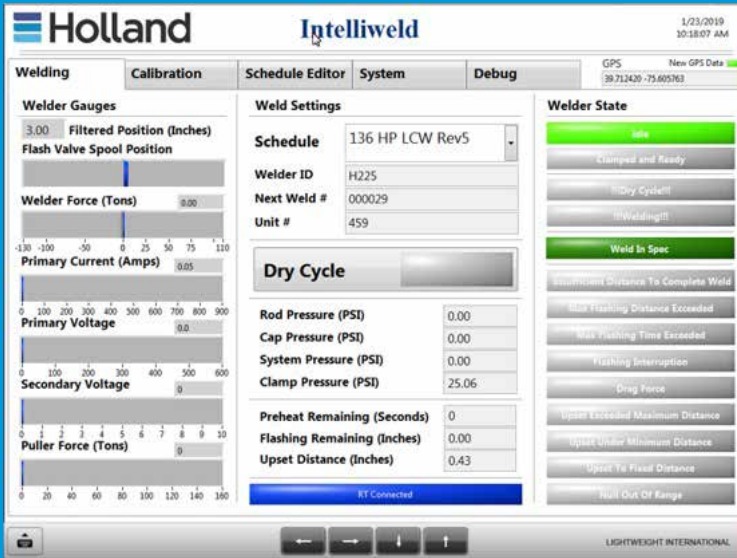 Holland
Intelliweld
1/23/2019
10:18:07 AM
Welding
Calibration
Schedule Editor
System
Debug
GPS
New GPS Data
39.712420 -75.605763
Welder Gauges
3.00 Filtered Position (Inches)
Flash Valve Spool Position
Welder Force (Tons)
0.00
-130 -100 -50 0 25 50 75 110
Primary Current (Amps)
0.05
0 100 200 300 400 500 600 700 800 900
Primary Voltage
0.0
0 100 200 300 400 500 600
Secondary Voltage
0
0 1 2 3 4 5 6 7 8 9 10
Puller Force (Tons)
0
0 20 40 60 80 100 120 140 160
Weld Settings
Schedule 136 HP LCW Rev5
Welder ID H225
Next Weld # 000029
Unit # 459
Dry Cycle
Rod Pressure (PSI) 0.00
Cap Pressure (PSI) 0.00
System Pressure (PSI) 0.00
Clamp Pressure (PSI) 25.06
Preheat Remaining (Seconds) 0
Flashing Remaining (Inches) 0.00
Upset Distance (Inches) 0.43
RT Connected
Welder State
Idle
Clamped and Ready
!!!Dry Cycle!!!
!!!Welding!!!
Weld In Spec
Insufficient Distance To Complete Weld
Max Flashing Distance Exceeded
Max Flashing Time Exceeded
Flashing Interruption
Drag Force
Upset Exceeded Maximum Distance
Upset Under Minimum Distance
Upset To Fixed Distance
Null Out Of Range
LIGHTWEIGHT INTERNATIONAL